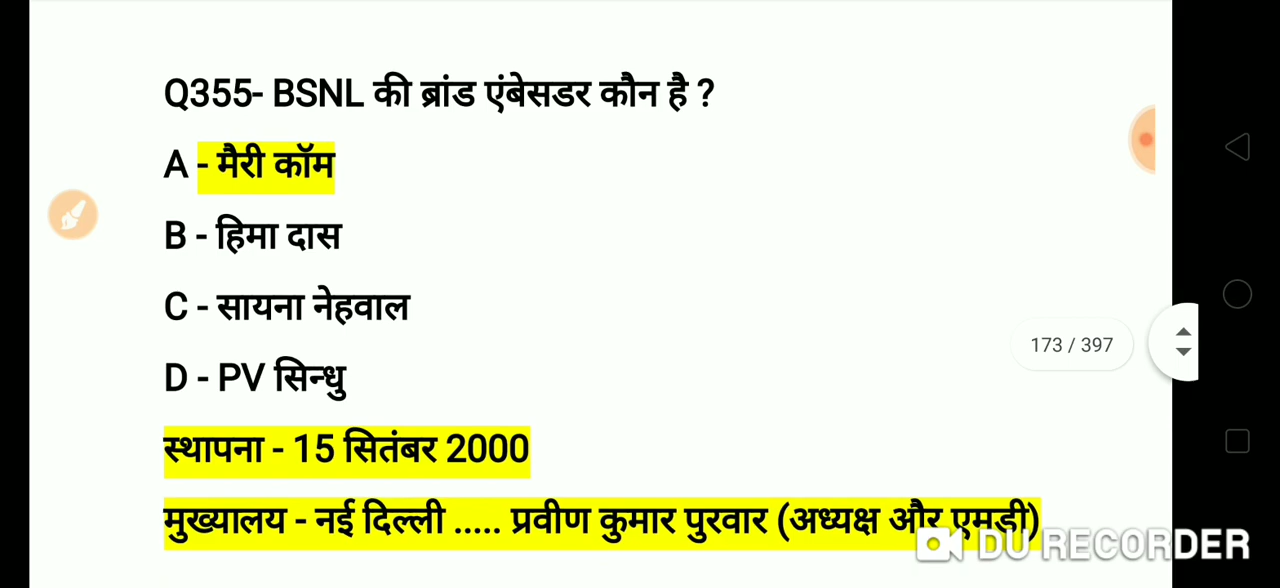 Q355- BSNL की ब्रांड एंबेसडर कौन है ?
A - मैरी कॉम
B - हिमा दास
C - सायना नेहवाल
D - PV सिन्धु
173 / 397
स्थापना - 15 सितंबर 2000
मुख्यालय - नई दिल्ली ..... प्रवीण कुमार पुरवार (अध्यक्ष और एमडी)
DU RECORDER